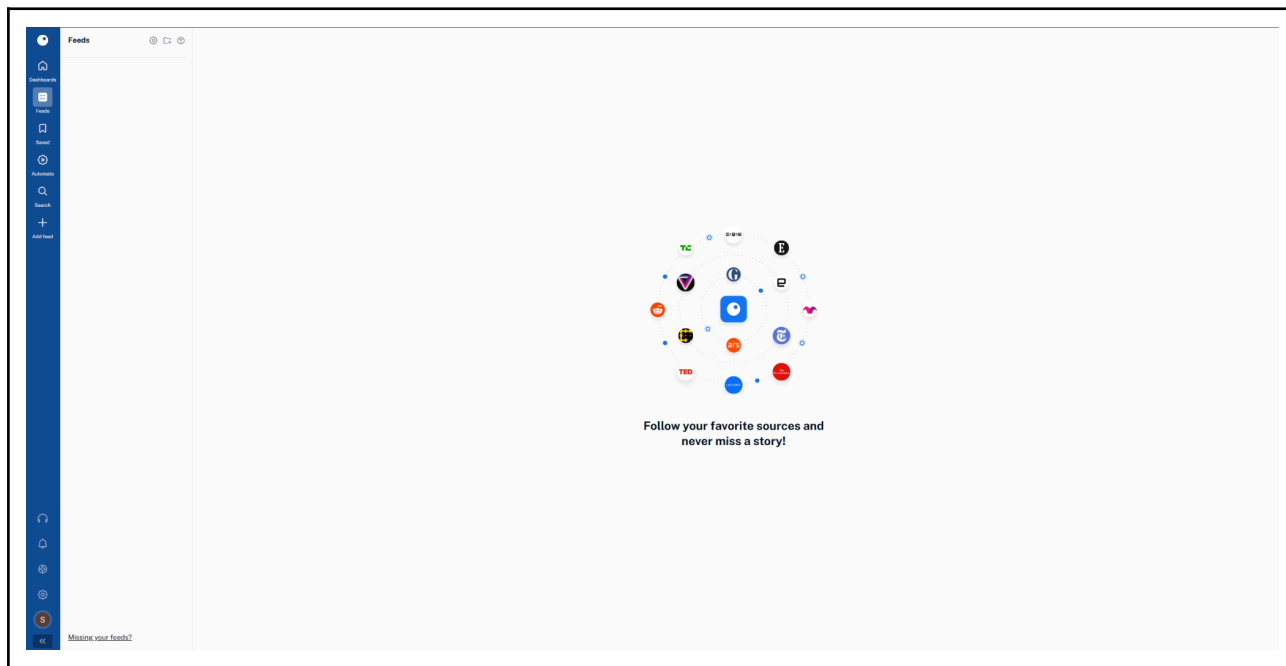 Feeds
Dashboards
Feeds
Saved
Automate
Search
Add feed
TC
E
G
e
ars
TED
Follow your favorite sources and
never miss a story!
S
Missing your feeds?